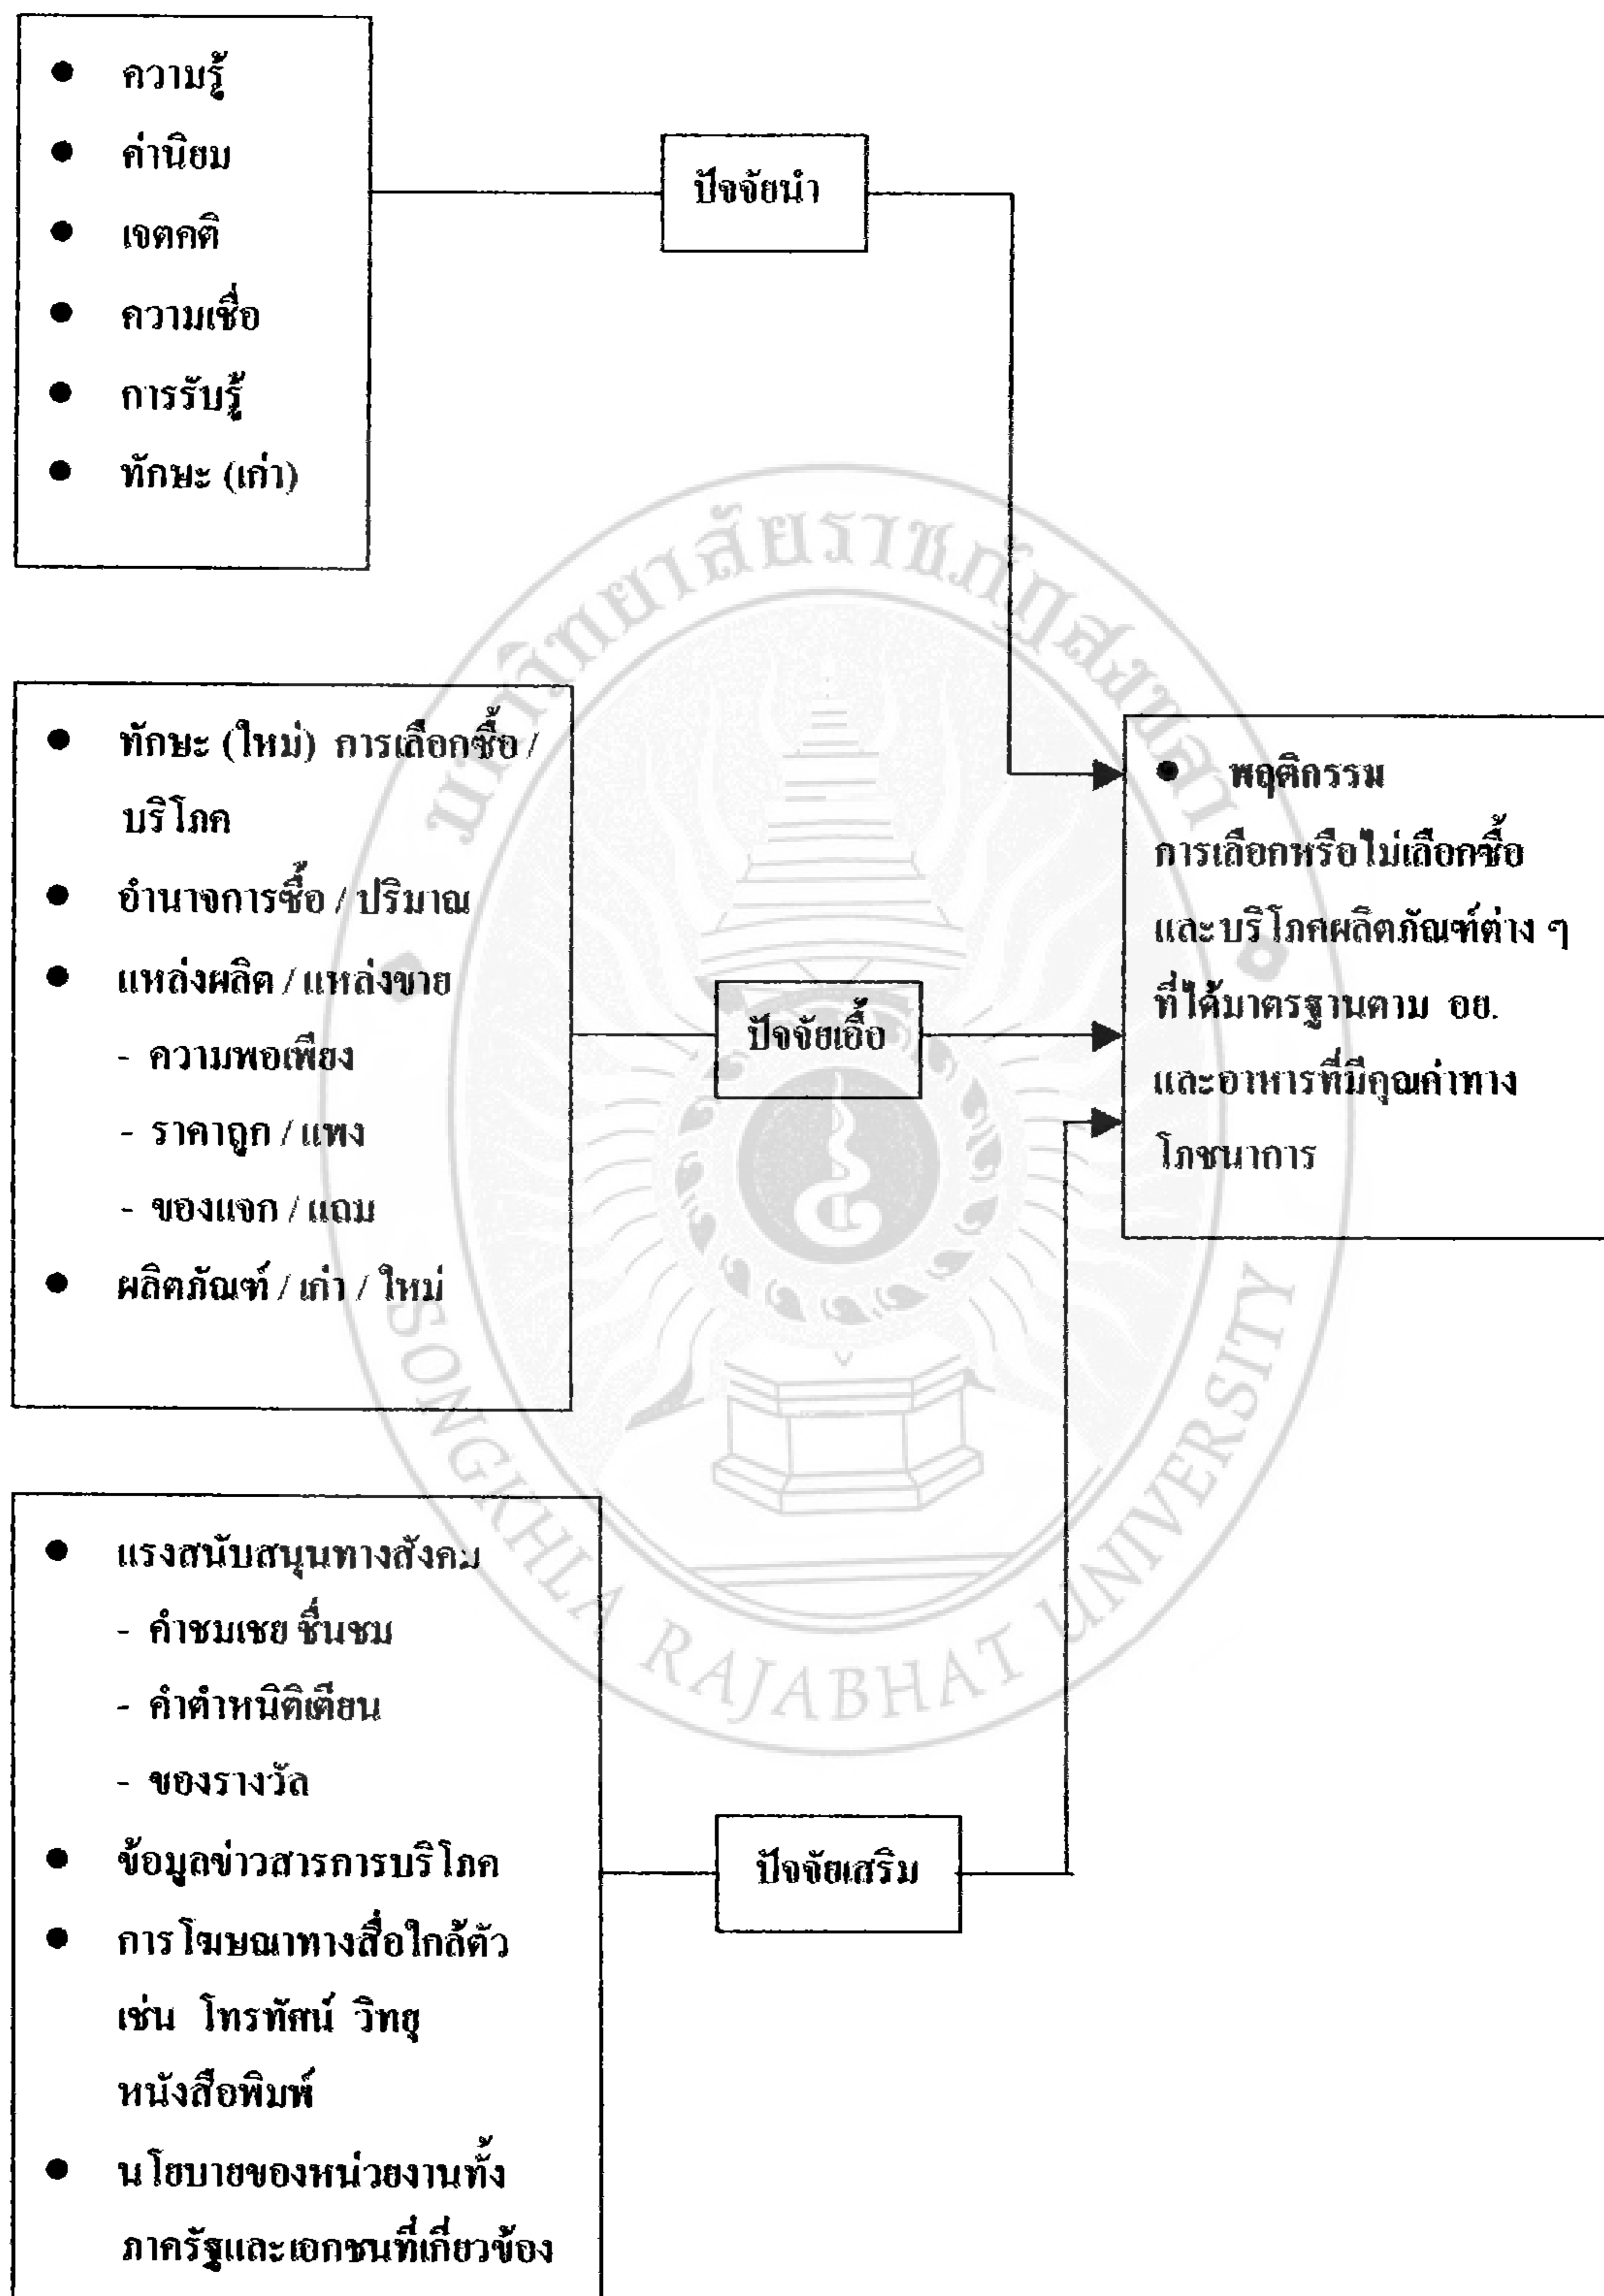 ● ความรู้
● ค่านิยม
● เจตคติ
● ความเชื่อ
● การรับรู้
● ทักษะ (เก่า)
ปัจจัยนำ
● ทักษะ (ใหม่) การเลือกซื้อ /
บริโภค
● อำนาจการซื้อ / ปริมาณ
● แหล่งผลิต / แหล่งขาย
- ความพอเพียง
- ราคาถูก / แพง
- ของแจก / แถม
● ผลิตภัณฑ์ / เก่า / ใหม่
ปัจจัยเอื้อ
● พฤติกรรม
การเลือกหรือไม่เลือกซื้อ
และบริโภคผลิตภัณฑ์ต่าง ๆ
ที่ได้มาตรฐานตาม อย.
และอาหารที่มีคุณค่าทาง
โภชนาการ
● แรงสนับสนุนทางสังคม
- คำชมเชย ชื่นชม
- คำตำหนิติเตียน
- ของรางวัล
● ข้อมูลข่าวสารการบริโภค
● การโฆษณาทางสื่อใกล้ตัว
เช่น โทรทัศน์ วิทยุ
หนังสือพิมพ์
● นโยบายของหน่วยงานทั้ง
ภาครัฐและเอกชนที่เกี่ยวข้อง
ปัจจัยเสริม
มหาวิทยาลัยราชภัฏสงขลา
SONGKHLA RAJABHAT UNIVERSITY